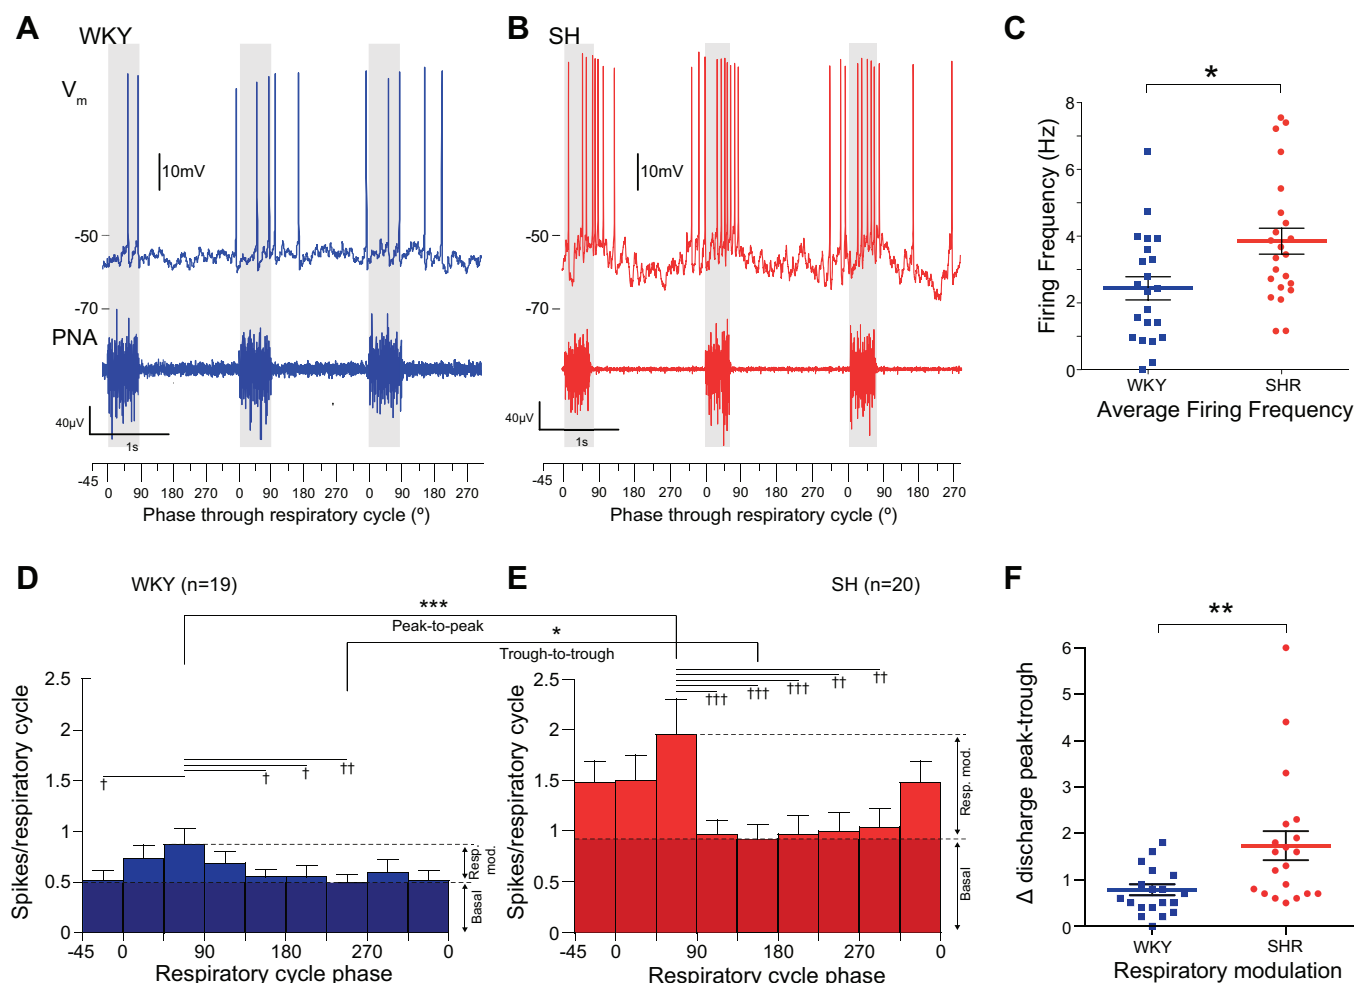 A
WKY
Vm
10mV
-50
-70
PNA
40µV
1s
-45
0 90 180 270 0 90 180 270 0 90 180 270
Phase through respiratory cycle (º)
B
SH
10mV
-50
-70
40µV
1s
-45
0 90 180 270 0 90 180 270 0 90 180 270
Phase through respiratory cycle (º)
C
*
Firing Frequency (Hz)
8
6
4
2
0
WKY SHR
Average Firing Frequency
D
WKY (n=19)
***
Peak-to-peak
*
Trough-to-trough
Spikes/respiratory cycle
2.5
2
1.5
1
0.5
0
† † † ††
Resp. mod.
Basal
-45 0 90 180 270 0
Respiratory cycle phase
E
SH (n=20)
Spikes/respiratory cycle
2.5
2
1.5
1
0.5
0
††† ††† ††† †† ††
Resp. mod.
Basal
-45 0 90 180 270 0
Respiratory cycle phase
F
**
Δ discharge peak-trough
6
5
4
3
2
1
0
WKY SHR
Respiratory modulation